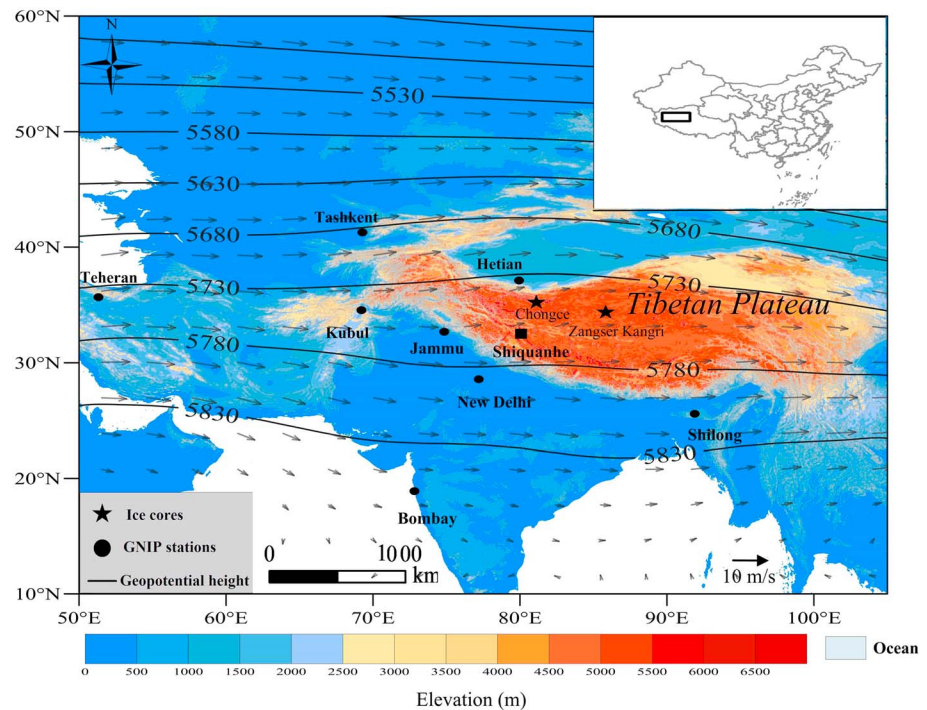 60°N
N
5530
50°N
5580
5630
Tashkent
5680
5680
40°N
Hetian
Teheran
5730
5730
Tibetan Plateau
Chongce
Kubul
Zangser Kangri
Jammu
Shiquanhe
5780
5780
30°N
New Delhi
5830
Shilong
5830
20°N
Bombay
Ice cores
GNIP stations
Geopotential height
0 1000
km
10 m/s
10°N
50°E 60°E 70°E 80°E 90°E 100°E
Ocean
0 500 1000 1500 2000 2500 3000 3500 4000 4500 5000 5500 6000 6500
Elevation (m)